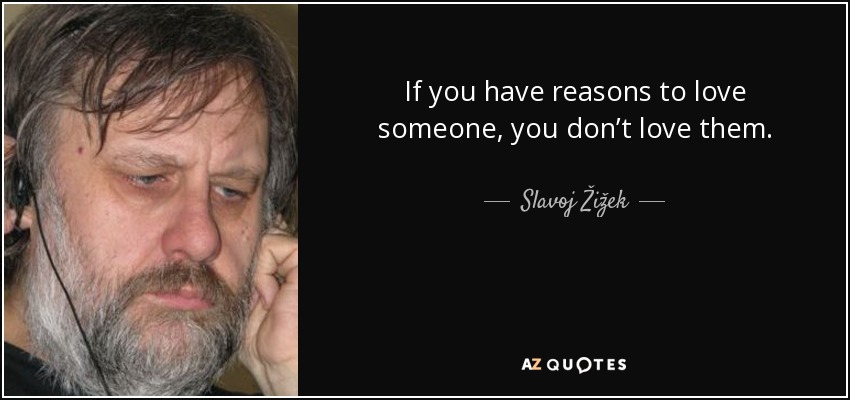 If you have reasons to love
someone, you don’t love them.
Slavoj Žižek
AZ QUOTES